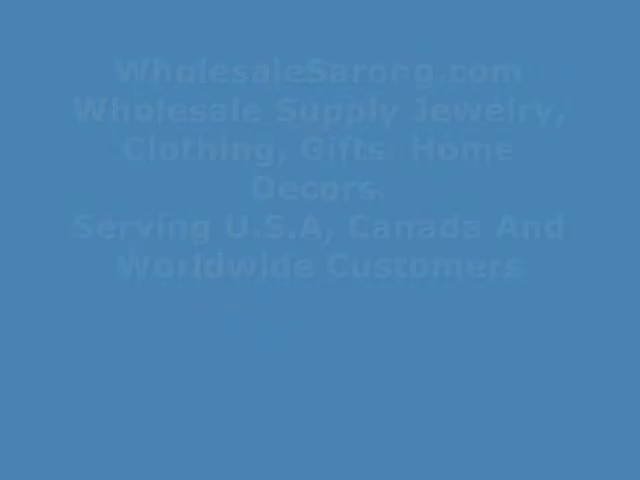 WholesaleSarong.com
Wholesale Supply Jewelry,
Clothing, Gifts, Home
Decors.
Serving U.S.A, Canada And
Worldwide Customers